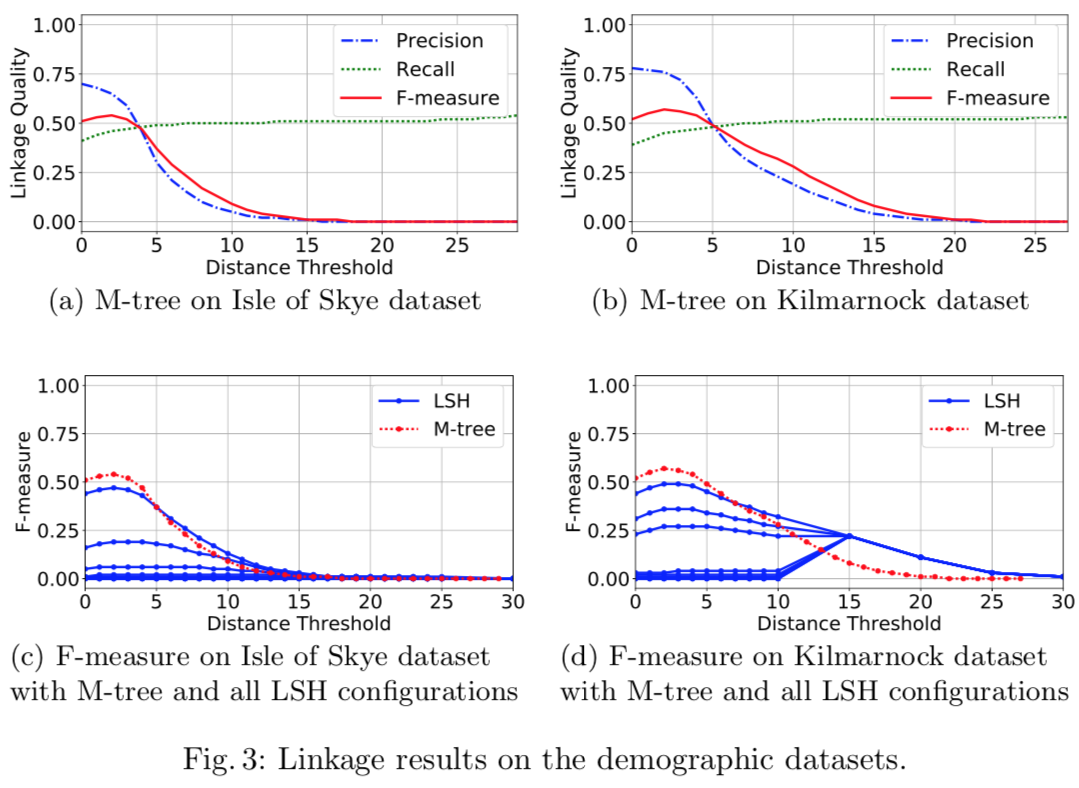 1.00
0.75
0.50
0.25
0.00
Linkage Quality
Precision
Recall
F-measure
0 5 10 15 20 25
Distance Threshold
(a) M-tree on Isle of Skye dataset
1.00
0.75
0.50
0.25
0.00
Linkage Quality
Precision
Recall
F-measure
0 5 10 15 20 25
Distance Threshold
(b) M-tree on Kilmarnock dataset
1.00
0.75
0.50
0.25
0.00
F-measure
LSH
M-tree
0 5 10 15 20 25 30
Distance Threshold
(c) F-measure on Isle of Skye dataset
with M-tree and all LSH configurations
1.00
0.75
0.50
0.25
0.00
F-measure
LSH
M-tree
0 5 10 15 20 25 30
Distance Threshold
(d) F-measure on Kilmarnock dataset
with M-tree and all LSH configurations
Fig. 3: Linkage results on the demographic datasets.